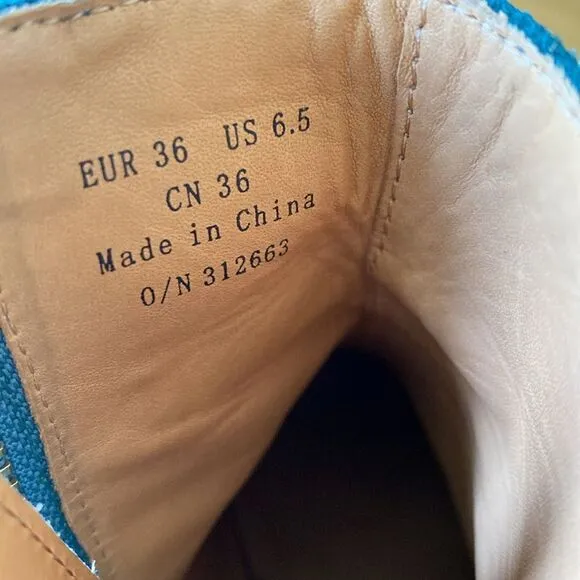 EUR 36 US 6.5
CN 36
Made in China
O/N 312663